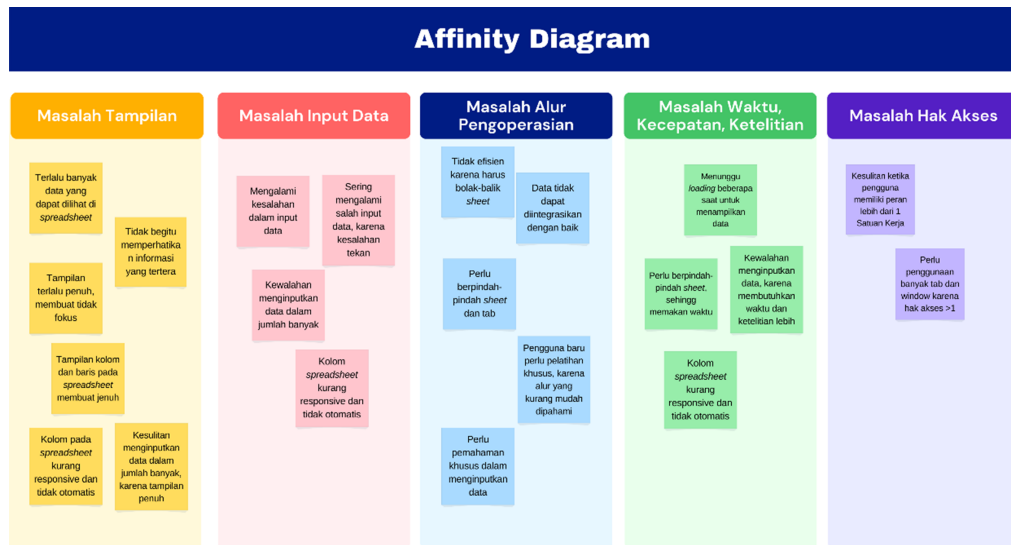 Affinity Diagram
Masalah Tampilan
Terlalu banyak
data yang
dapat dilihat di
spreadsheet
Tidak begitu
memperhatika
n informasi
yang tertera
Tampilan
terlalu penuh,
membuat tidak
fokus
Tampilan kolom
dan baris pada
spreadsheet
membuat jenuh
Kolom pada
spreadsheet
kurang
responsive dan
tidak otomatis
Kesulitan
menginputkan
data dalam
jumlah banyak,
karena tampilan
penuh
Masalah Input Data
Mengalami
kesalahan
dalam input
data
Sering
mengalami
salah input
data, karena
kesalahan
tekan
Kewalahan
menginputkan
data dalam
jumlah banyak
Kolom
spreadsheet
kurang
responsive dan
tidak otomatis
Masalah Alur
Pengoperasian
Tidak efisien
karena harus
bolak-balik
sheet
Data tidak
dapat
diintegrasikan
dengan baik
Perlu
berpindah-
pindah sheet
dan tab
Pengguna baru
perlu pelatihan
khusus, karena
alur yang
kurang mudah
dipahami
Perlu
pemahaman
khusus dalam
menginputkan
data
Masalah Waktu,
Kecepatan, Ketelitian
Menunggu
loading beberapa
saat untuk
menampilkan
data
Perlu berpindah-
pindah sheet,
sehingg
memakan waktu
Kewalahan
menginputkan
data, karena
membutuhkan
waktu dan
ketelitian lebih
Kolom
spreadsheet
kurang
responsive dan
tidak otomatis
Masalah Hak Akses
Kesulitan ketika
pengguna
memiliki peran
lebih dari 1
Satuan Kerja
Perlu
penggunaan
banyak tab dan
window karena
hak akses >1